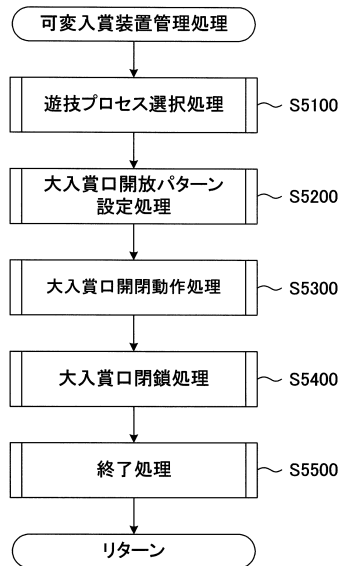 可変入賞装置管理処理
遊技プロセス選択処理
S5100
大入賞口開放パターン
設定処理
S5200
大入賞口開閉動作処理
S5300
大入賞口閉鎖処理
S5400
終了処理
S5500
リターン